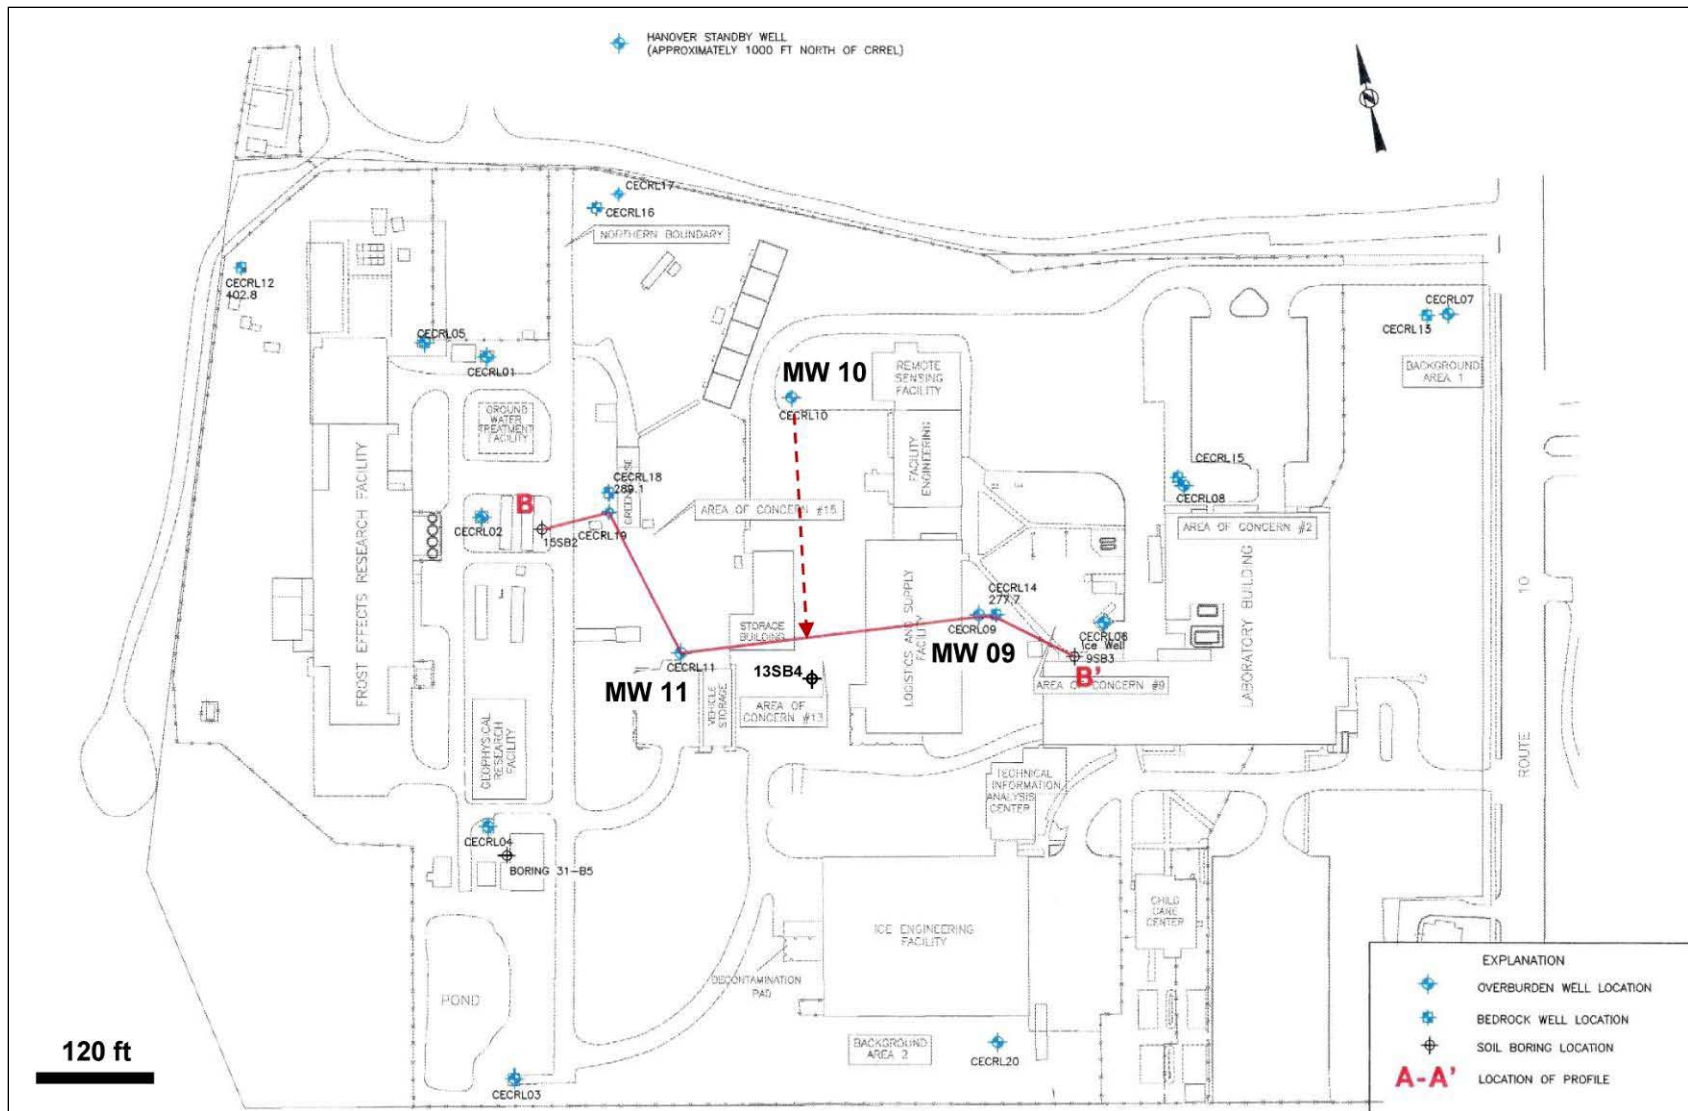 HANOVER STANDBY WELL
(APPROXIMATELY 1000 FT NORTH OF CRREL)
CECRL17
CECRL16
NORTHERN BOUNDARY
CECRL12
402.8
CECRL07
CECRL13
BACKGROUND
AREA 1
CECRL05
CECRL01
MW 10
CECRL10
REMOTE
SENSING
FACILITY
GROUND
WATER
TREATMENT
FACILITY
FACILITY
ENGINEERING
CECRL15
CECRL08
CECRL18
289.1
AREA OF CONCERN #15
B
CECRL02
15SB2
CECRL19
AREA OF CONCERN #2
FROST EFFECTS RESEARCH FACILITY
LABORATORY BUILDING
LOGISTICS AND SUPPLY
FACILITY
CECRL14
277.7
CECRL09
STORAGE
BUILDING
CECRL06
Ice Well
9SB3
B'
MW 09
CECRL11
MW 11
13SB4
AREA OF CONCERN #9
VEHICLE
STORAGE
AREA OF
CONCERN #13
ROUTE 10
GEOPHYSICAL
RESEARCH
FACILITY
TECHNICAL
INFORMATION
ANALYSIS
CENTER
CECRL04
BORING 31-B5
CHILD
CARE
CENTER
ICE ENGINEERING
FACILITY
DECONTAMINATION
PAD
POND
BACKGROUND
AREA 2
CECRL20
CECRL03
120 ft
EXPLANATION
OVERBURDEN WELL LOCATION
BEDROCK WELL LOCATION
SOIL BORING LOCATION
A-A' LOCATION OF PROFILE